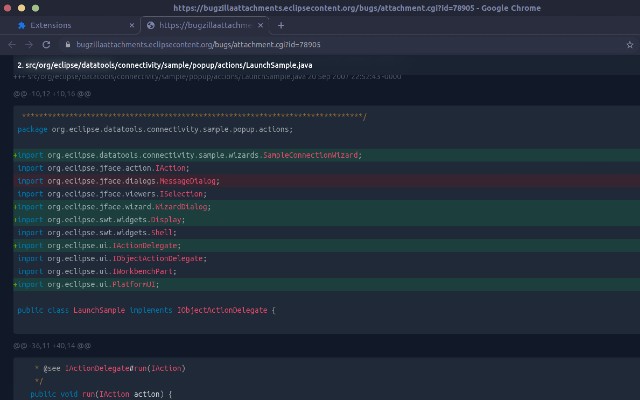 https://bugzillaattachments.eclipsecontent.org/bugs/attachment.cgi?id=78905 - Google Chrome
Extensions × https://bugzillaattachments.e ×
bugzillaattachments.eclipsecontent.org/bugs/attachment.cgi?id=78905
2. src/org/eclipse/datatools/connectivity/sample/popup/actions/LaunchSample.java
+++ src/org/eclipse/datatools/connectivity/sample/popup/actions/LaunchSample.java 20 Sep 2007 22:52:43 -0000
@@ -10,12 +10,16 @@
*******************************************************************************/
package org.eclipse.datatools.connectivity.sample.popup.actions;
+import org.eclipse.datatools.connectivity.sample.wizards.SampleConnectionWizard;
import org.eclipse.jface.action.IAction;
import org.eclipse.jface.dialogs.MessageDialog;
import org.eclipse.jface.viewers.ISelection;
+import org.eclipse.jface.wizard.WizardDialog;
+import org.eclipse.swt.widgets.Display;
import org.eclipse.swt.widgets.Shell;
+import org.eclipse.ui.IActionDelegate;
import org.eclipse.ui.IObjectActionDelegate;
import org.eclipse.ui.IWorkbenchPart;
+import org.eclipse.ui.PlatformUI;
public class LaunchSample implements IObjectActionDelegate {
@@ -36,11 +40,14 @@
* @see IActionDelegate#run(IAction)
*/
public void run(IAction action) {